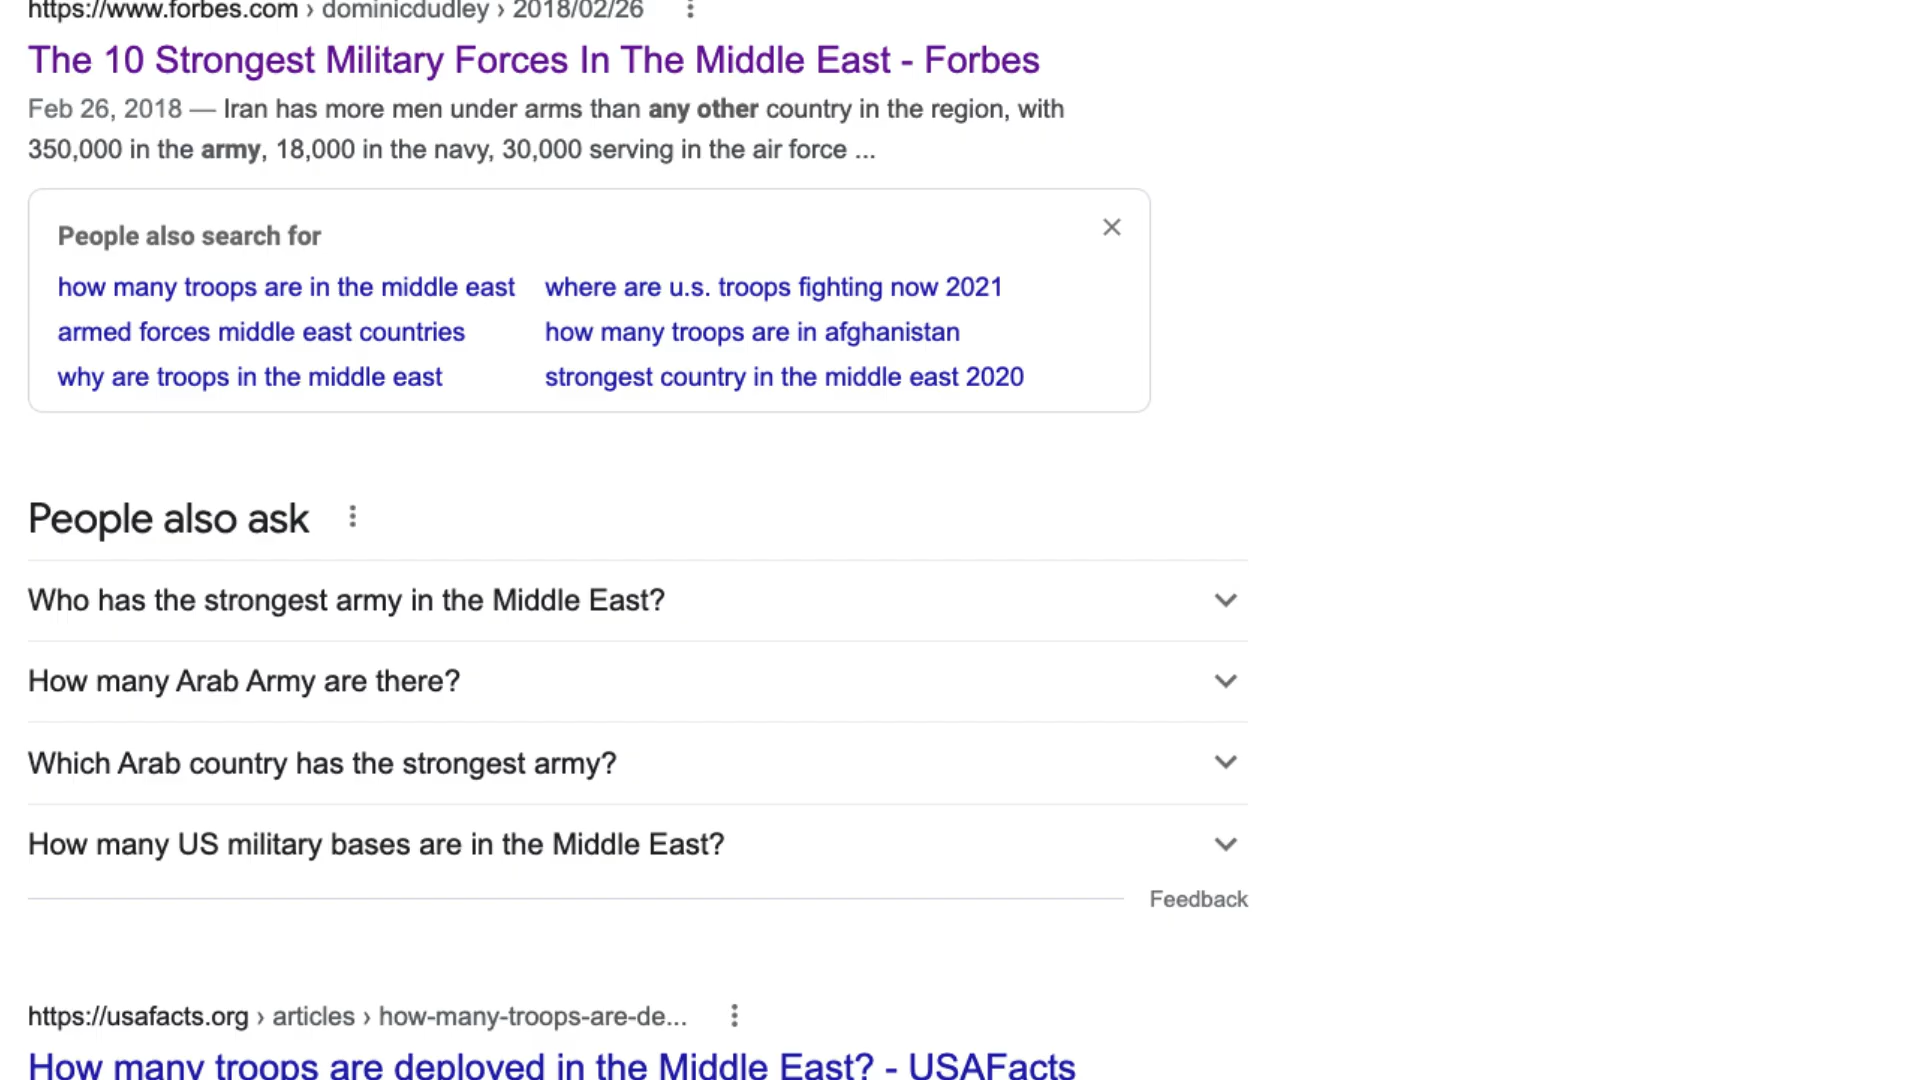 https://www.forbes.com › dominicdudley › 2018/02/26
The 10 Strongest Military Forces In The Middle East - Forbes
Feb 26, 2018 — Iran has more men under arms than any other country in the region, with
350,000 in the army, 18,000 in the navy, 30,000 serving in the air force ...
People also search for
how many troops are in the middle east
where are u.s. troops fighting now 2021
armed forces middle east countries
how many troops are in afghanistan
why are troops in the middle east
strongest country in the middle east 2020
People also ask
Who has the strongest army in the Middle East?
How many Arab Army are there?
Which Arab country has the strongest army?
How many US military bases are in the Middle East?
Feedback
https://usafacts.org › articles › how-many-troops-are-de...
How many troops are deployed in the Middle East? - USAFacts